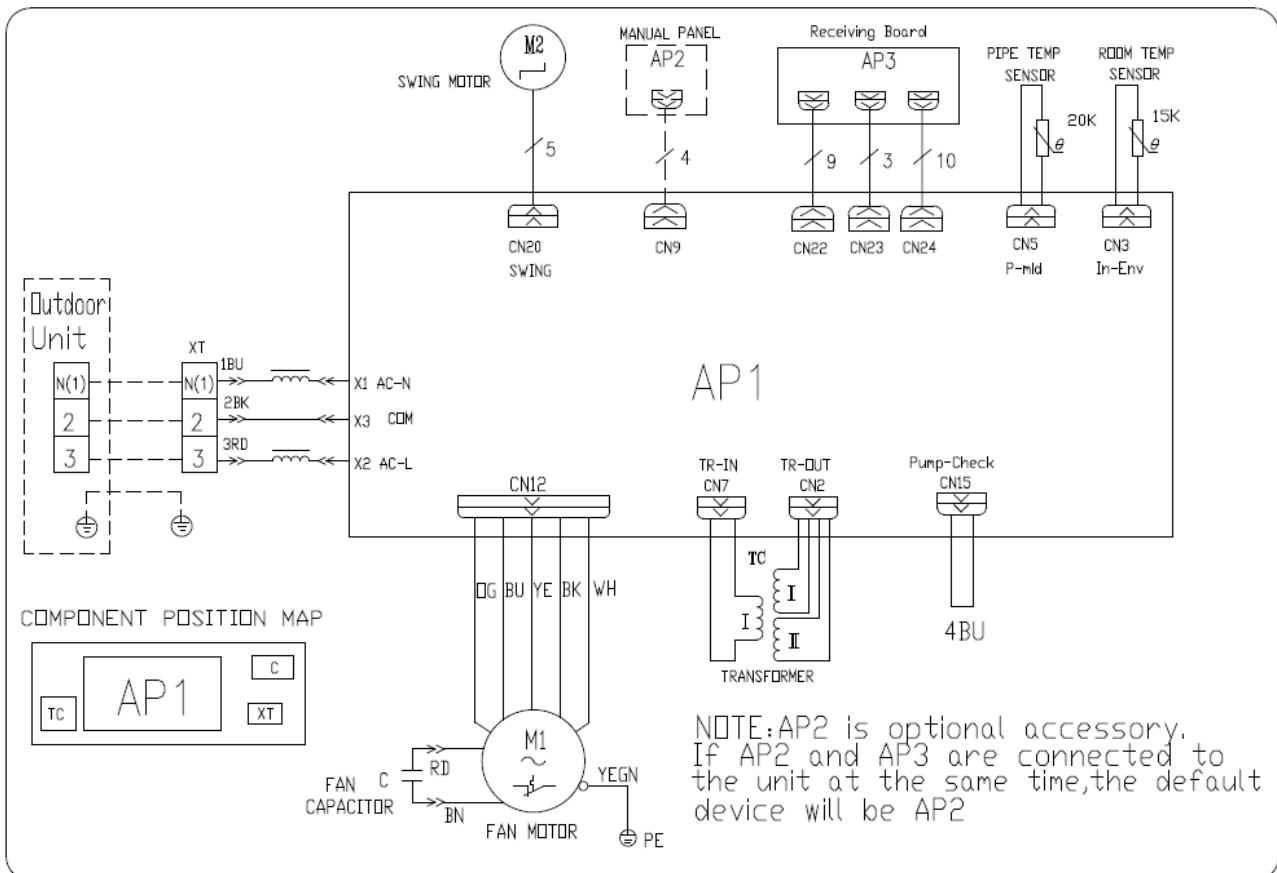 M2
SWING MOTOR
5
CN20
SWING
MANUAL PANEL
AP2
4
CN9
Receiving Board
AP3
9
3
10
CN22
CN23
CN24
PIPE TEMP
SENSOR
20K
θ
CN5
P-mid
ROOM TEMP
SENSOR
15K
θ
CN3
In-Env
Outdoor
Unit
N(1)
2
3
XT
N(1)
2
3
1BU
2BK
3RD
X1 AC-N
X3 COM
X2 AC-L
AP1
CN12
OG BU YE BK WH
TR-IN
CN7
TR-OUT
CN2
TC
I
I
II
TRANSFORMER
Pump-Check
CN15
4BU
COMPONENT POSITION MAP
TC
AP1
C
XT
FAN
CAPACITOR
C
RD
BN
M1
~
FAN MOTOR
YEGN
PE
NOTE:AP2 is optional accessory.
If AP2 and AP3 are connected to
the unit at the same time,the default
device will be AP2